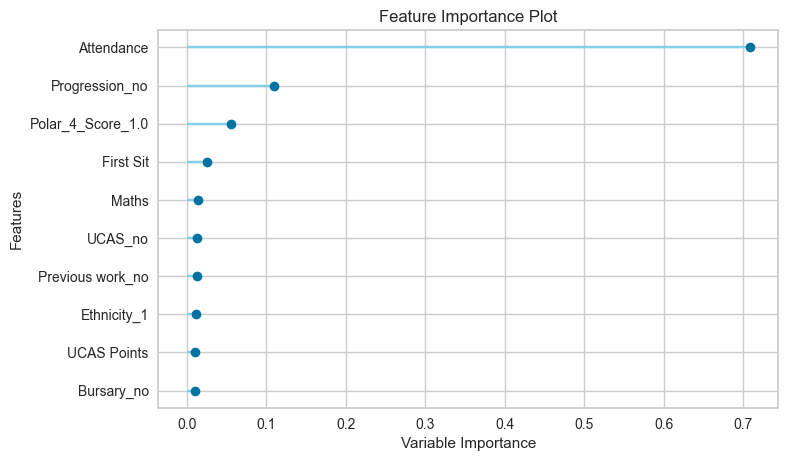 Feature Importance Plot
Attendance
Progression_no
Polar_4_Score_1.0
First Sit
Maths
UCAS_no
Previous work_no
Ethnicity_1
UCAS Points
Bursary_no
Features
0.0 0.1 0.2 0.3 0.4 0.5 0.6 0.7
Variable Importance